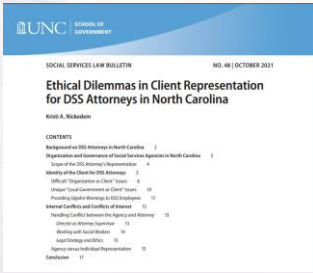 UNC SCHOOL OF
GOVERNMENT
SOCIAL SERVICES LAW BULLETIN NO. 48 | OCTOBER 2021
Ethical Dilemmas in Client Representation
for DSS Attorneys in North Carolina
Kristi A. Nickodem
CONTENTS
Background on DSS Attorneys in North Carolina 2
Organization and Governance of Social Services Agencies in North Carolina 3
Scope of the DSS Attorney's Representation 4
Identity of the Client for DSS Attorneys 5
Difficult "Organization as Client" Issues 6
Unique "Local Government as Client" Issues 10
Providing Upjohn Warnings to DSS Employees 11
Internal Conflicts and Conflicts of Interest 13
Handling Conflict between the Agency and Attorney 13
Director as Attorney Supervisor 13
Working with Social Workers 14
Legal Strategy and Ethics 15
Agency versus Individual Representation 15
Conclusion 17